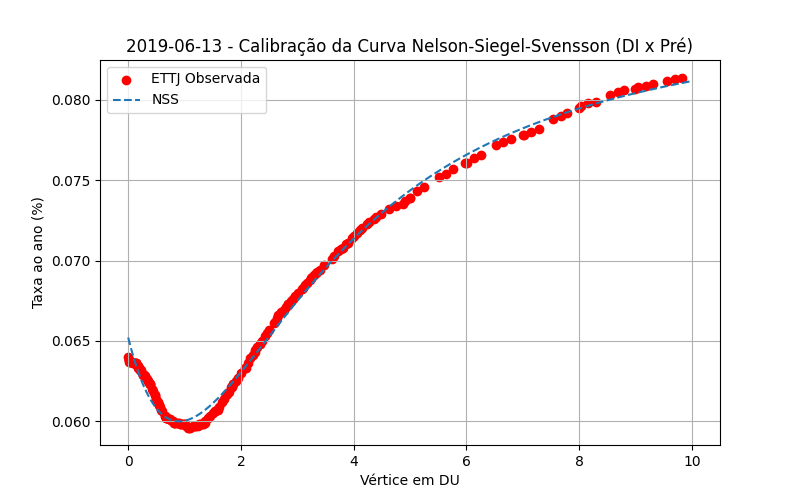 2019-06-13 - Calibração da Curva Nelson-Siegel-Svensson (DI x Pré)
ETTJ Observada
NSS
Taxa ao ano (%)
0.080
0.075
0.070
0.065
0.060
0 2 4 6 8 10
Vértice em DU